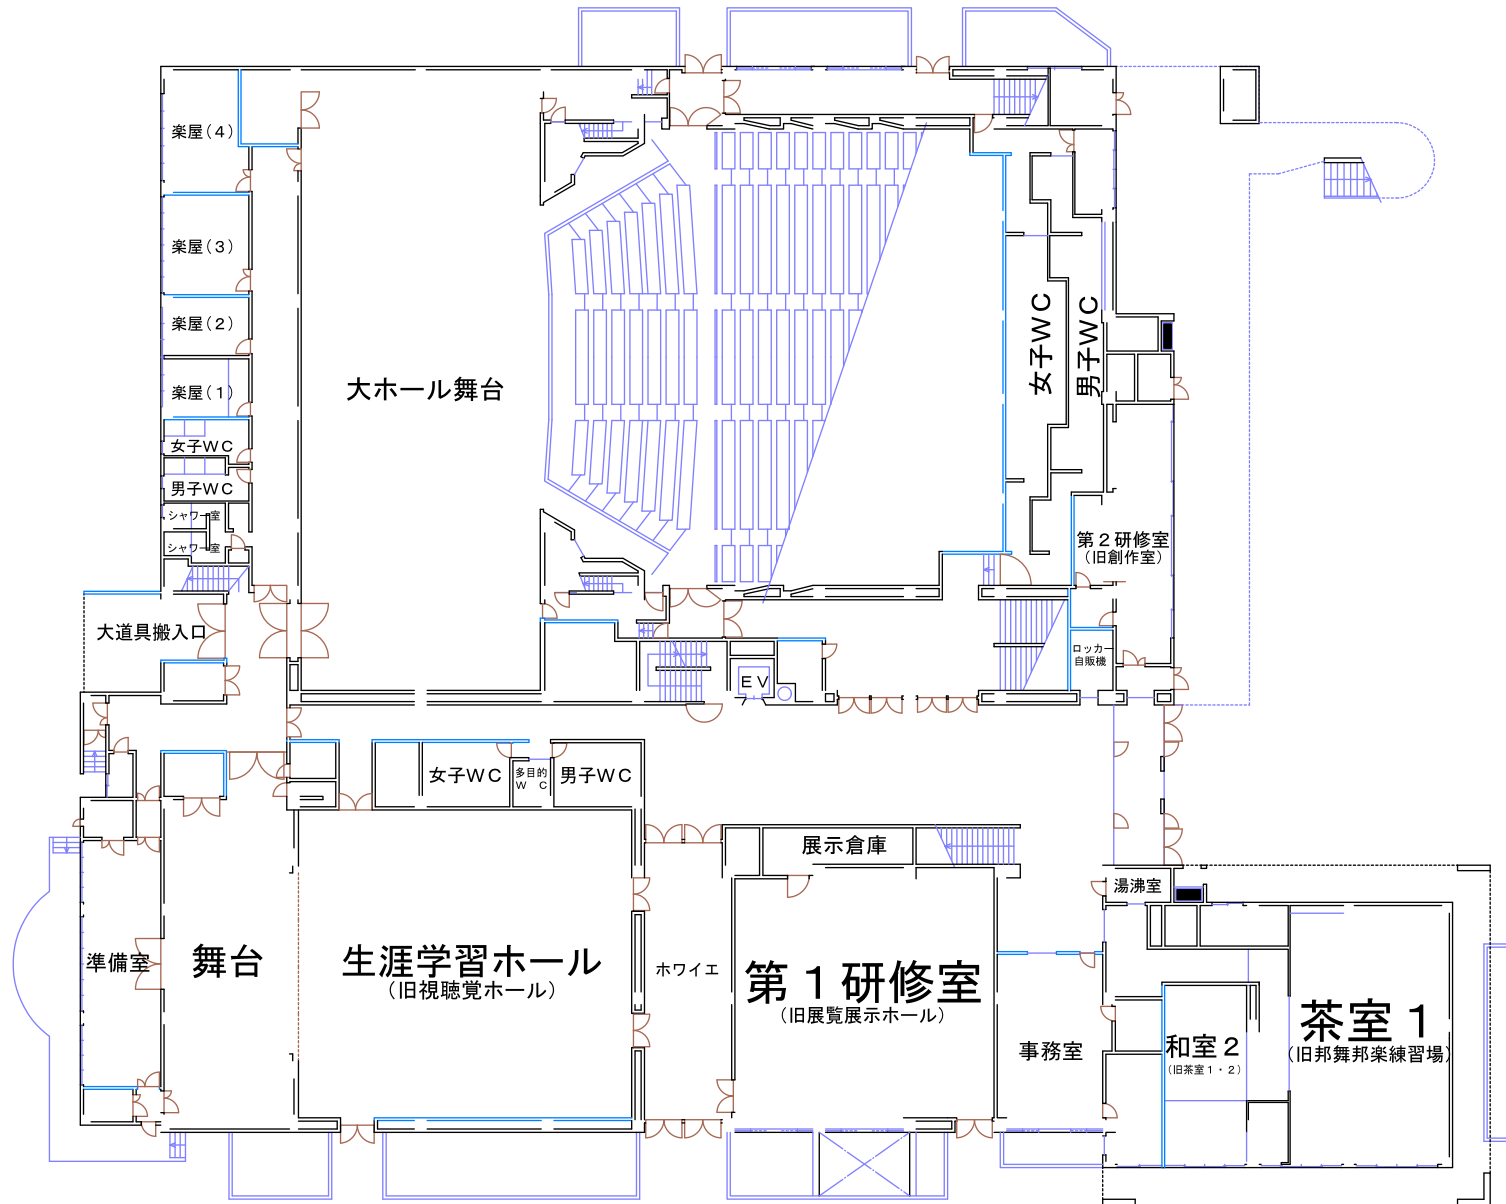 楽屋(4)
楽屋(3)
楽屋(2)
楽屋(1)
女子WC
男子WC
シャワー室
シャワー室
大道具搬入口
大ホール舞台
女子WC
男子WC
第2研修室
(旧創作室)
ロッカー
自販機
EV
女子WC
多目的
WC
男子WC
展示倉庫
湯沸室
準備室
舞台
生涯学習ホール
(旧視聴覚ホール)
ホワイエ
第1研修室
(旧展覧展示ホール)
事務室
和室2
(旧茶室1・2)
茶室1
(旧邦舞邦楽練習場)